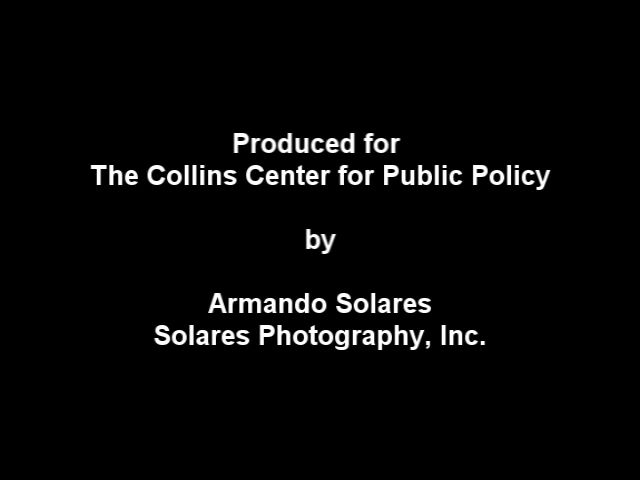 Produced for
The Collins Center for Public Policy
by
Armando Solares
Solares Photography, Inc.